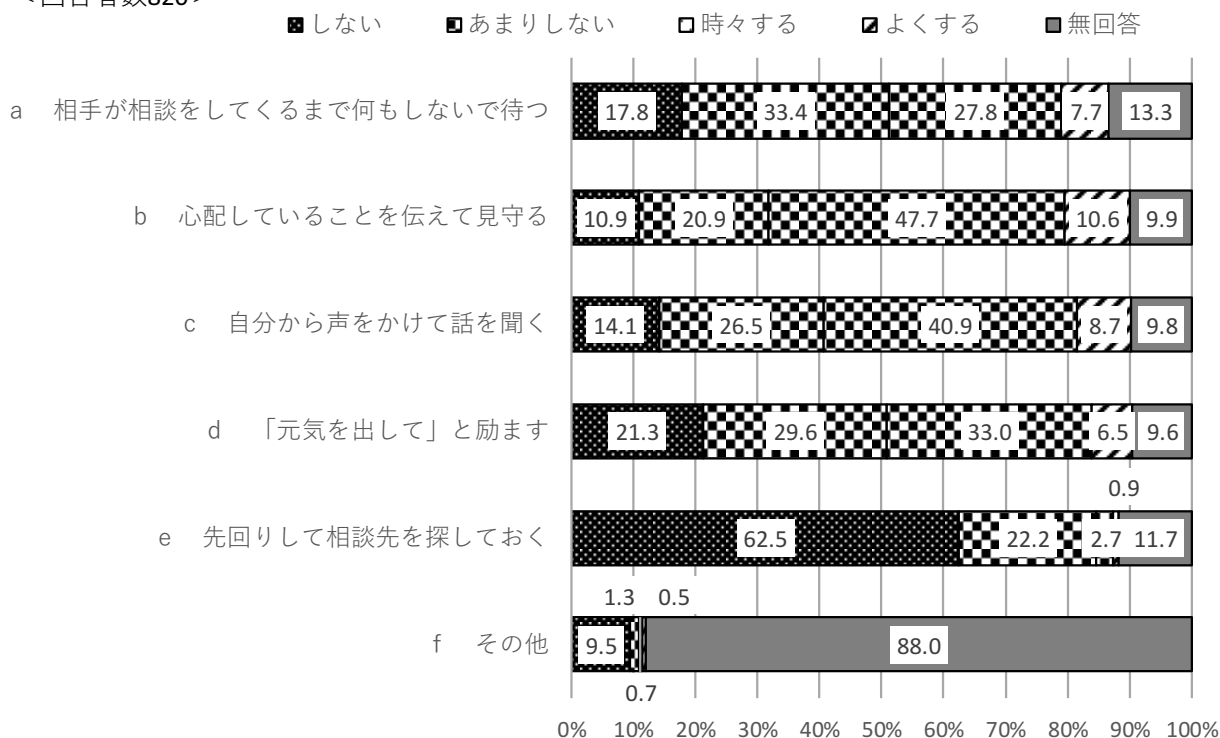 ■しない ■あまりしない □時々する ■よくする ■無回答
a 相手が相談をしてくるまで何もしないで待つ 17.8 33.4 27.8 7.7 13.3
b 心配していることを伝えて見守る 10.9 20.9 47.7 10.6 9.9
c 自分から声をかけて話を聞く 14.1 26.5 40.9 8.7 9.8
d 「元気を出して」と励ます 21.3 29.6 33.0 6.5 9.6
0.9
e 先回りして相談先を探しておく 62.5 22.2 2.7 11.7
1.3 0.5
f その他 9.5 88.0
0.7
0% 10% 20% 30% 40% 50% 60% 70% 80% 90% 100%